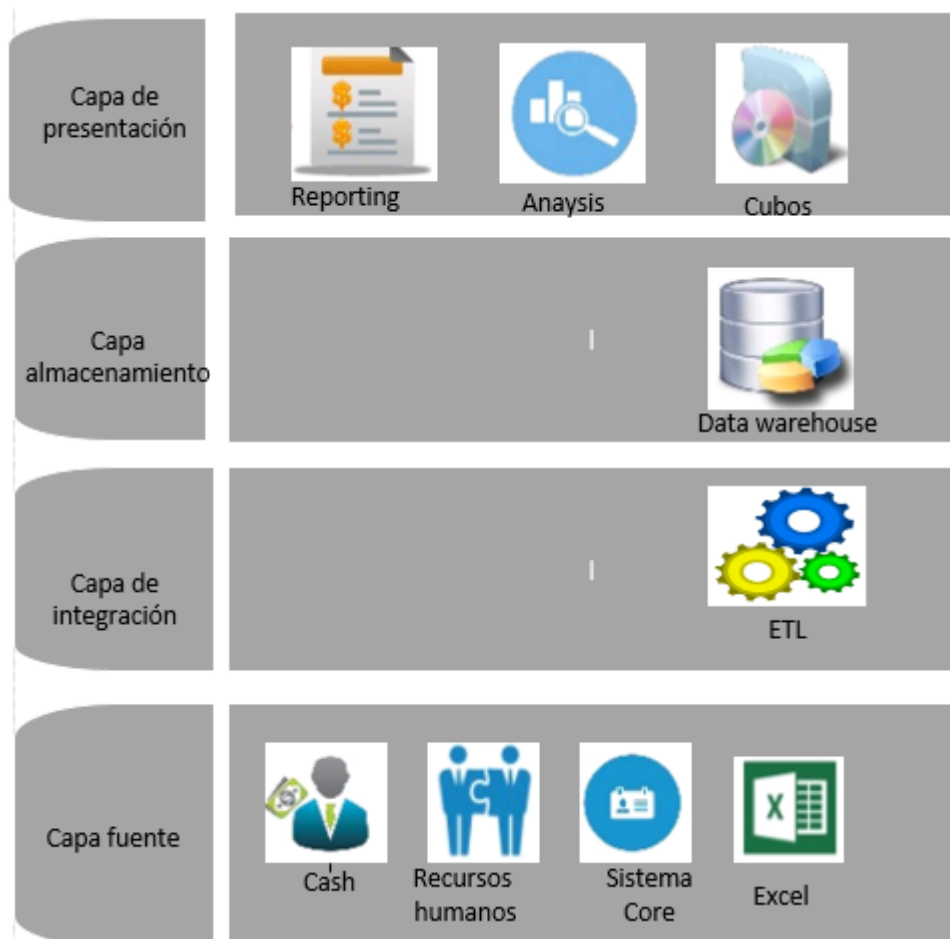 Capa de
presentación
Reporting
Anaysis
Cubos
Capa
almacenamiento
Data warehouse
Capa de
integración
ETL
Capa fuente
Cash
Recursos
humanos
Sistema
Core
Excel